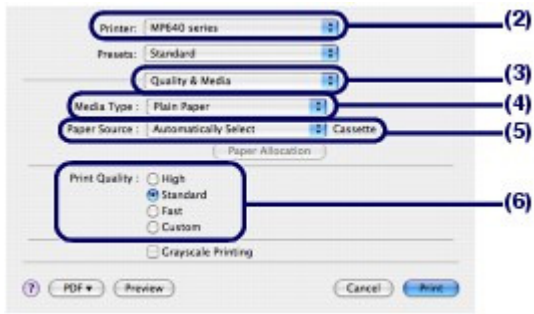 Printer: MP640 series (2)
Presets: Standard
Quality & Media (3)
Media Type : Plain Paper (4)
Paper Source : Automatically Select Cassette (5)
Paper Allocation
Print Quality : High
Standard (6)
Fast
Custom
Grayscale Printing
? PDF ▾ Preview Cancel Print